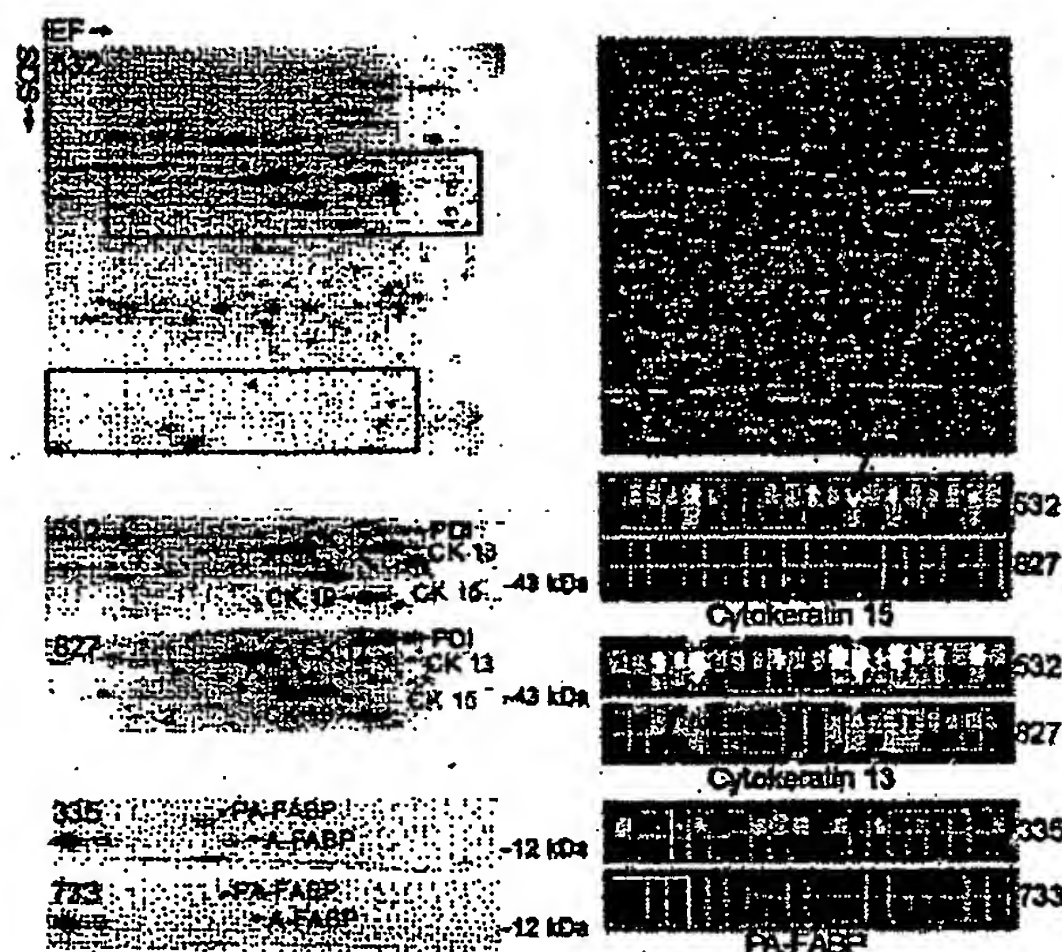 IEF→
SDS→
532
532
PDI
CK 13
CK 15
-43 kDa
827
PDI
CK 13
CK 15
-43 kDa
335
PA-FABP
A-FABP
-12 kDa
733
PA-FABP
A-FABP
-12 kDa
532
827
Cytokeratin 15
532
827
Cytokeratin 13
335
733
PA-FABP